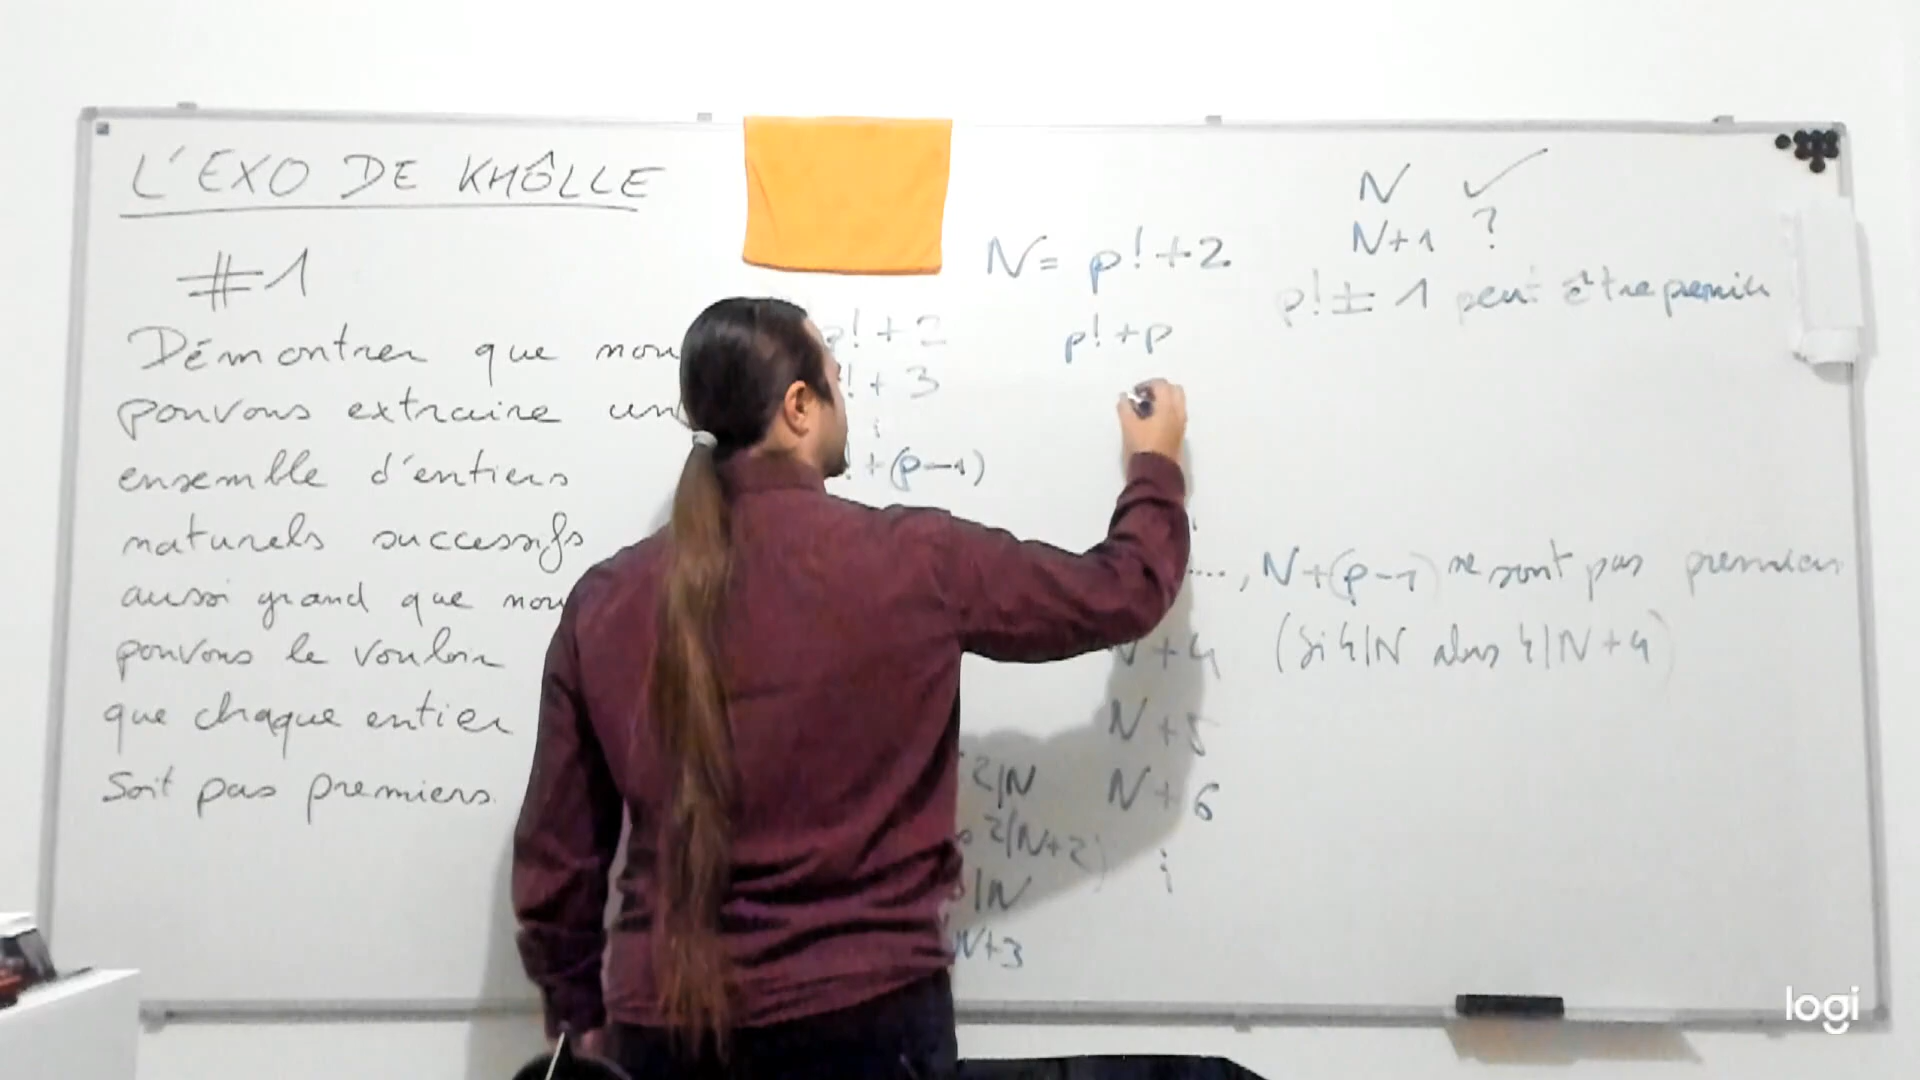 L'EXO DE KHÔLLE
#1
Démontrer que nou
pouvons extraire un
ensemble d'entiers
naturels successifs
aussi grand que nou
pouvons le vouloir
que chaque entier
soit pas premiers.
p! + 2
! + 3
⋮
! + (p-1)
N = p! + 2
p! + p
N ✓
N+1 ?
p! ± 1 peut être premier
...., N+(p-1) ne sont pas premiers
N+4 (Si 4|N alors 4|N+4)
N+5
2|N
N+6
2|N+2)
⋮
|N
N+3
logi